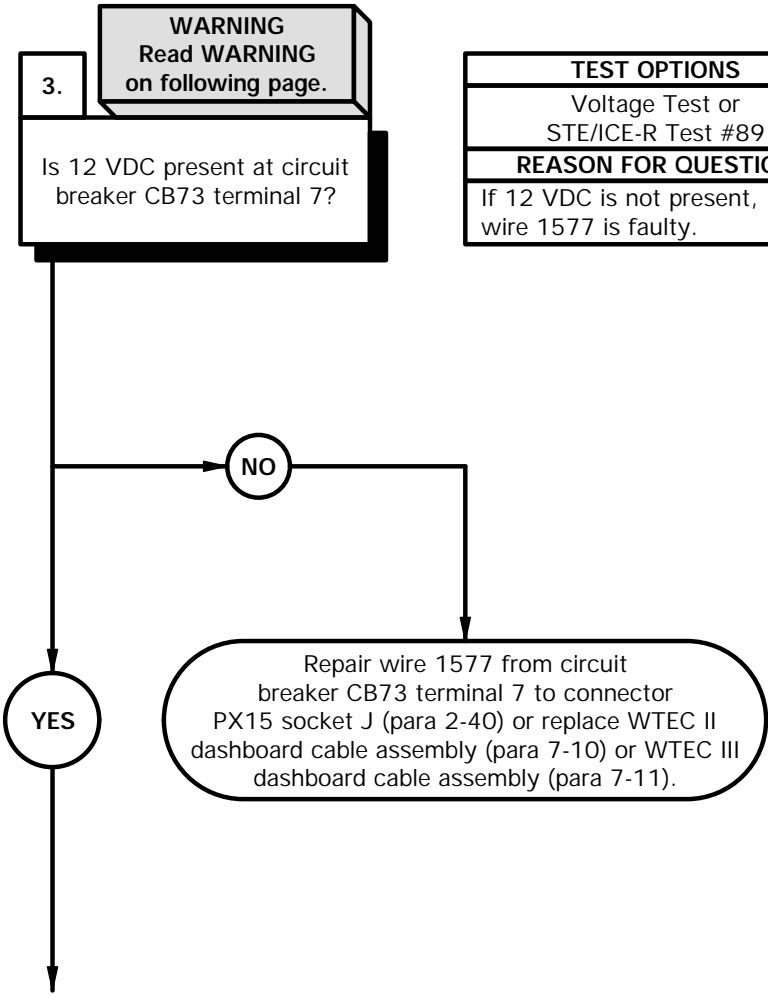 WARNING
Read WARNING
on following page.
3.
Is 12 VDC present at circuit
breaker CB73 terminal 7?
TEST OPTIONS
Voltage Test or
STE/ICE-R Test #89
REASON FOR
If 12 VDC is not present,
wire 1577 is faulty.
NO
YES
Repair wire 1577 from circuit
breaker CB73 terminal 7 to connector
PX15 socket J (para 2-40) or replace WTEC II
dashboard cable assembly (para 7-10) or WTEC III
dashboard cable assembly (para 7-11).